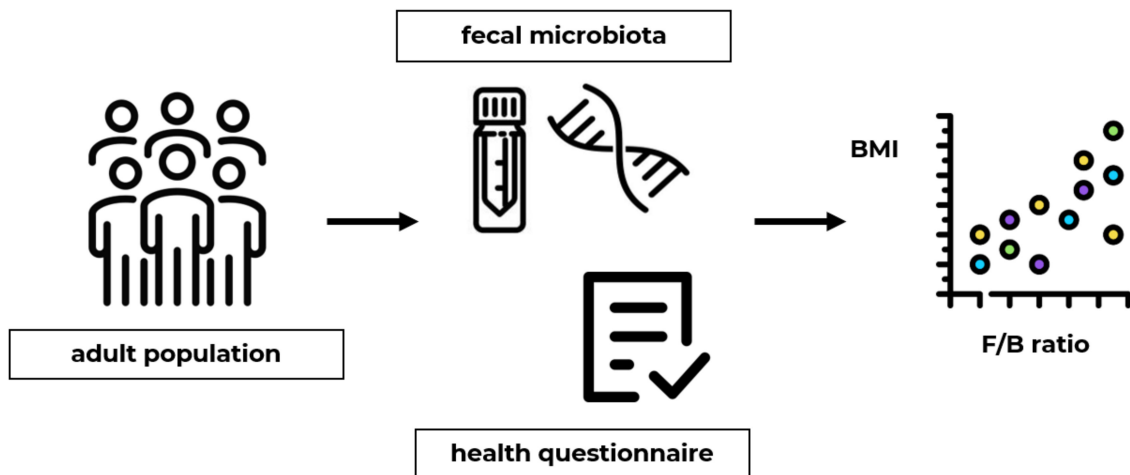 fecal microbiota
adult population
health questionnaire
BMI
F/B ratio